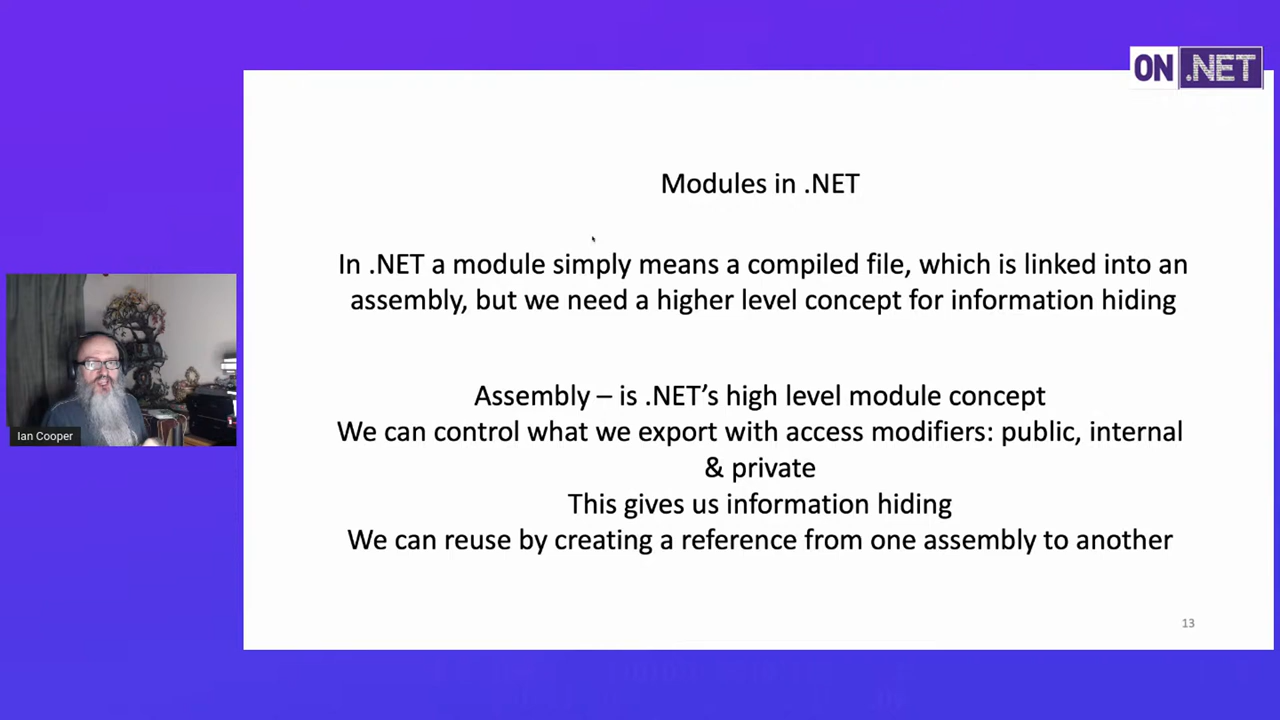 ON .NET
Modules in .NET
In .NET a module simply means a compiled file, which is linked into an
assembly, but we need a higher level concept for information hiding
Assembly – is .NET’s high level module concept
We can control what we export with access modifiers: public, internal
& private
This gives us information hiding
We can reuse by creating a reference from one assembly to another
Ian Cooper
13